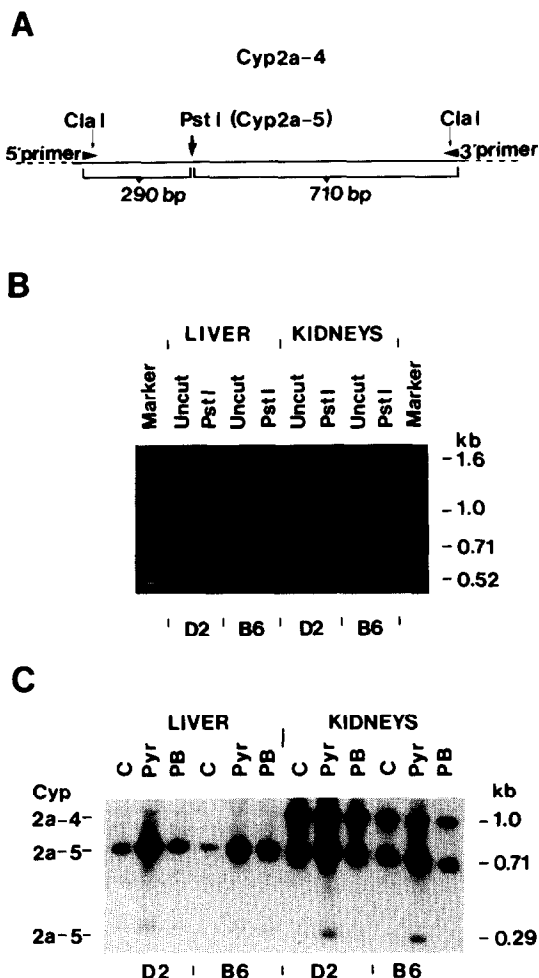 A
Cyp2a-4
Cla I Pst I (Cyp2a-5) Cla I
5'primer 3'primer
290 bp 710 bp
B
LIVER KIDNEYS
Marker Uncut Pst I Uncut Pst I Uncut Pst I Uncut Pst I Marker
kb
-1.6
-1.0
-0.71
-0.52
D2 B6 D2 B6
C
LIVER KIDNEYS
C Pyr PB C Pyr PB C Pyr PB C Pyr PB
Cyp kb
2a-4- -1.0
2a-5- -0.71
2a-5- -0.29
D2 B6 D2 B6